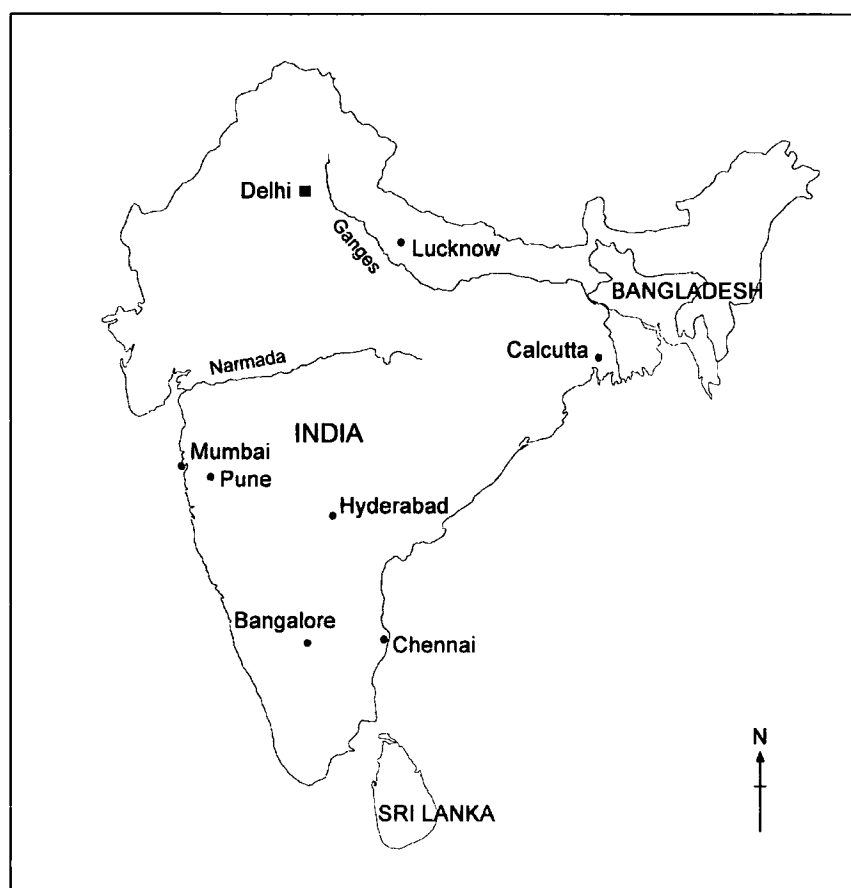 Delhi
Ganges
Lucknow
BANGLADESH
Calcutta
Narmada
INDIA
Mumbai
Pune
Hyderabad
Bangalore
Chennai
N
SRI LANKA